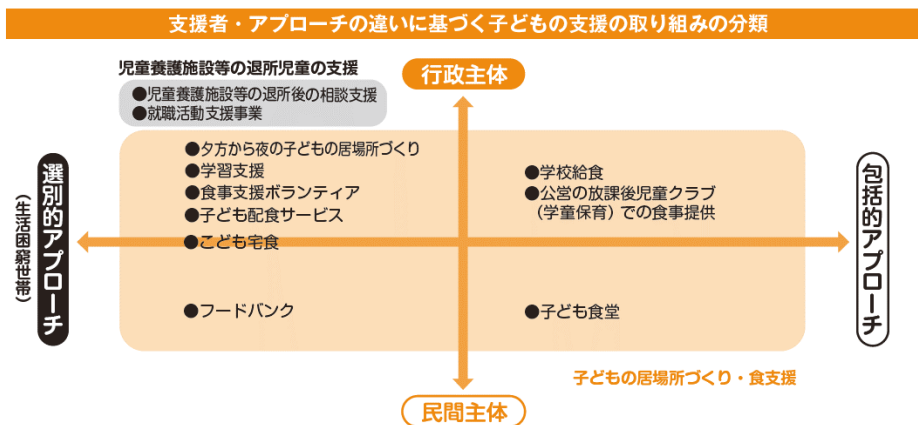 支援者・アプローチの違いに基づく子どもの支援の取り組みの分類
児童養護施設等の退所児童の支援
●児童養護施設等の退所後の相談支援
●就職活動支援事業
行政主体
●夕方から夜の子どもの居場所づくり
●学習支援
●食事支援ボランティア
●子ども配食サービス
●こども宅食
●フードバンク
●学校給食
●公営の放課後児童クラブ
(学童保育)での食事提供
●子ども食堂
選別的アプローチ
(生活困窮世帯)
包括的アプローチ
子どもの居場所づくり・食支援
民間主体